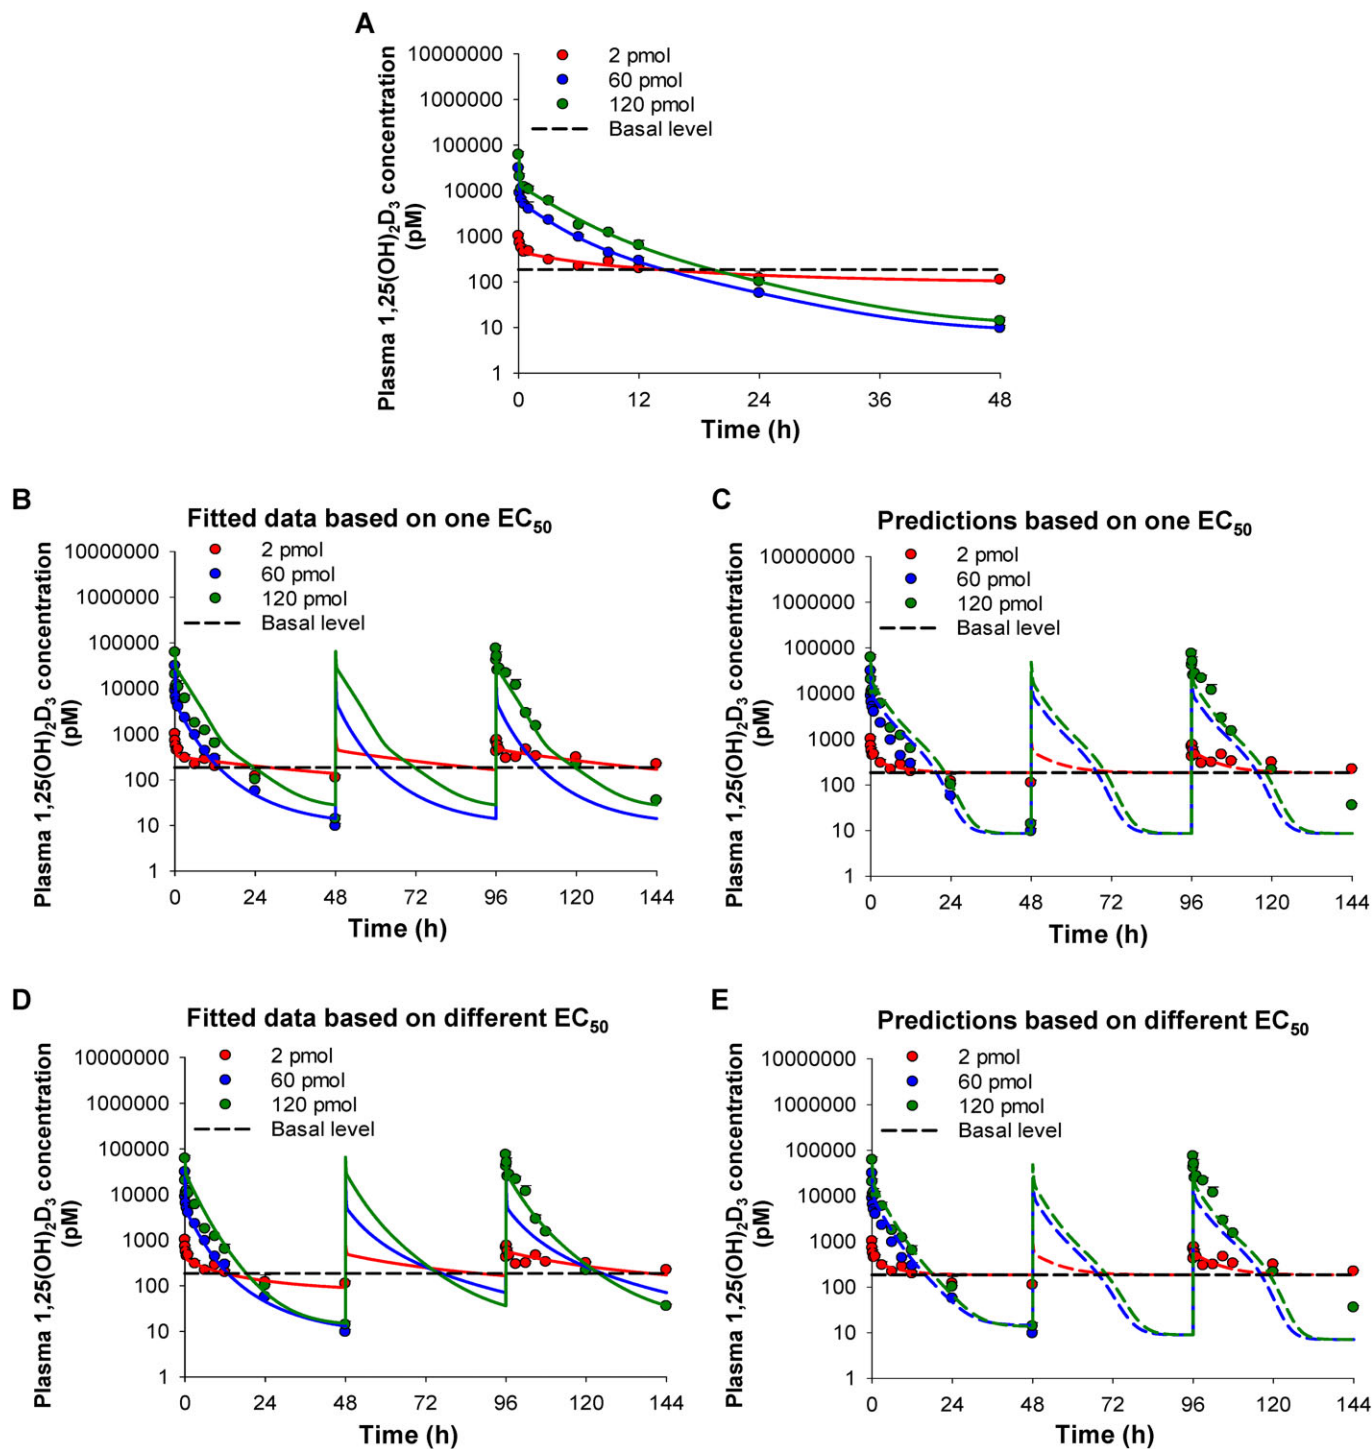 A
Plasma 1,25(OH)₂D₃ concentration
(pM)
10000000
1000000
100000
10000
1000
100
10
1
2 pmol
60 pmol
120 pmol
Basal level
0 12 24 36 48
Time (h)
B
Fitted data based on one EC₅₀
Plasma 1,25(OH)₂D₃ concentration
(pM)
10000000
1000000
100000
10000
1000
100
10
1
2 pmol
60 pmol
120 pmol
Basal level
0 24 48 72 96 120 144
Time (h)
C
Predictions based on one EC₅₀
Plasma 1,25(OH)₂D₃ concentration
(pM)
10000000
1000000
100000
10000
1000
100
10
1
2 pmol
60 pmol
120 pmol
Basal level
0 24 48 72 96 120 144
Time (h)
D
Fitted data based on different EC₅₀
Plasma 1,25(OH)₂D₃ concentration
(pM)
10000000
1000000
100000
10000
1000
100
10
1
2 pmol
60 pmol
120 pmol
Basal level
0 24 48 72 96 120 144
Time (h)
E
Predictions based on different EC₅₀
Plasma 1,25(OH)₂D₃ concentration
(pM)
10000000
1000000
100000
10000
1000
100
10
1
2 pmol
60 pmol
120 pmol
Basal level
0 24 48 72 96 120 144
Time (h)